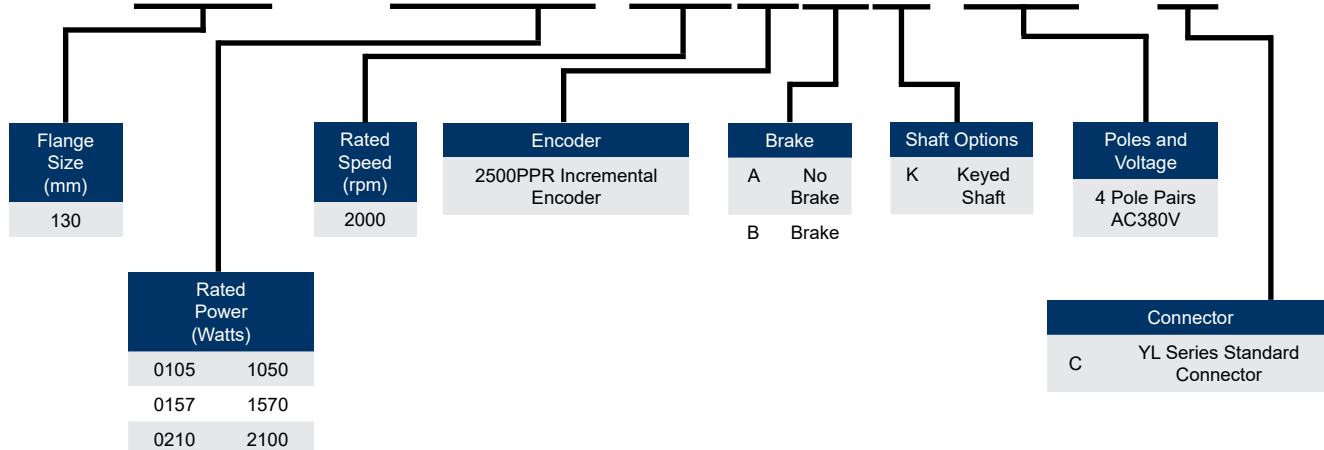 Flange
Size
(mm)
130
Rated
Speed
(rpm)
2000
Encoder
2500PPR Incremental
Encoder
Brake
A No
Brake
B Brake
Shaft Options
K Keyed
Shaft
Poles and
Voltage
4 Pole Pairs
AC380V
Rated
Power
(Watts)
0105 1050
0157 1570
0210 2100
Connector
C YL Series Standard
Connector